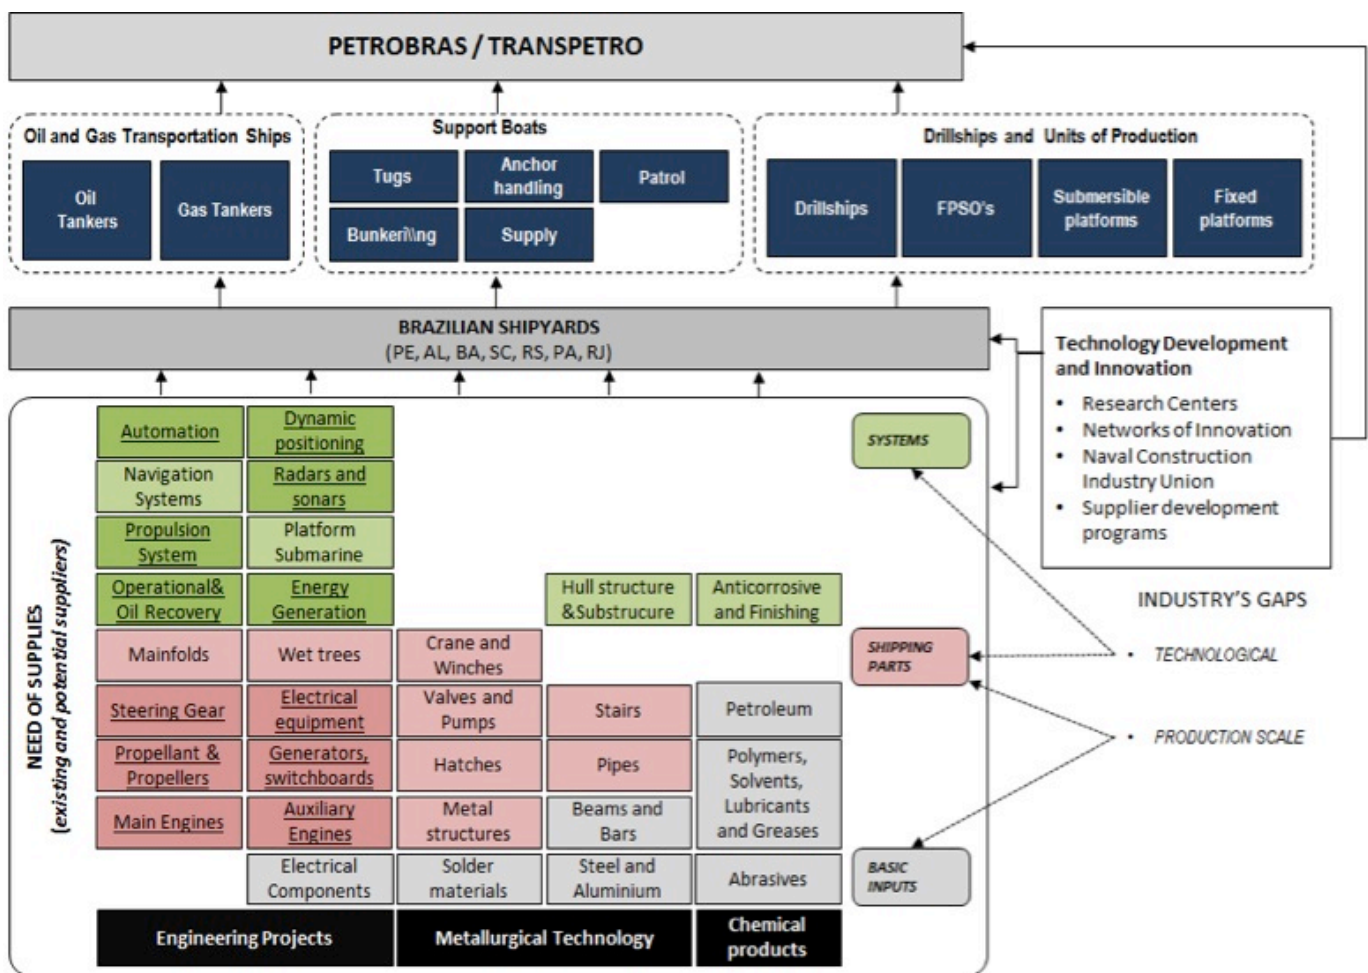 PETROBRAS / TRANSPETRO
Oil and Gas Transportation Ships
Oil
Tankers
Gas Tankers
Support Boats
Tugs
Anchor
handling
Patrol
Bunkeri\\ng
Supply
Drillships and Units of Production
Drillships
FPSO's
Submersible
platforms
Fixed
platforms
BRAZILIAN SHIPYARDS
(PE, AL, BA, SC, RS, PA, RJ)
Technology Development
and Innovation
• Research Centers
• Networks of Innovation
• Naval Construction
Industry Union
• Supplier development
programs
NEED OF SUPPLIES
(existing and potential suppliers)
Automation
Dynamic
positioning
SYSTEMS
Navigation
Systems
Radars and
sonars
Propulsion
System
Platform
Submarine
Operational&
Oil Recovery
Energy
Generation
Hull structure
&Substrucure
Anticorrosive
and Finishing
Mainfolds
Wet trees
Crane and
Winches
SHIPPING
PARTS
Steering Gear
Electrical
equipment
Valves and
Pumps
Stairs
Petroleum
Propellant &
Propellers
Generators,
switchboards
Hatches
Pipes
Polymers,
Solvents,
Lubricants
and Greases
Main Engines
Auxiliary
Engines
Metal
structures
Beams and
Bars
Electrical
Components
Solder
materials
Steel and
Aluminium
Abrasives
BASIC
INPUTS
Engineering Projects
Metallurgical Technology
Chemical
products
INDUSTRY'S GAPS
• TECHNOLOGICAL
• PRODUCTION SCALE